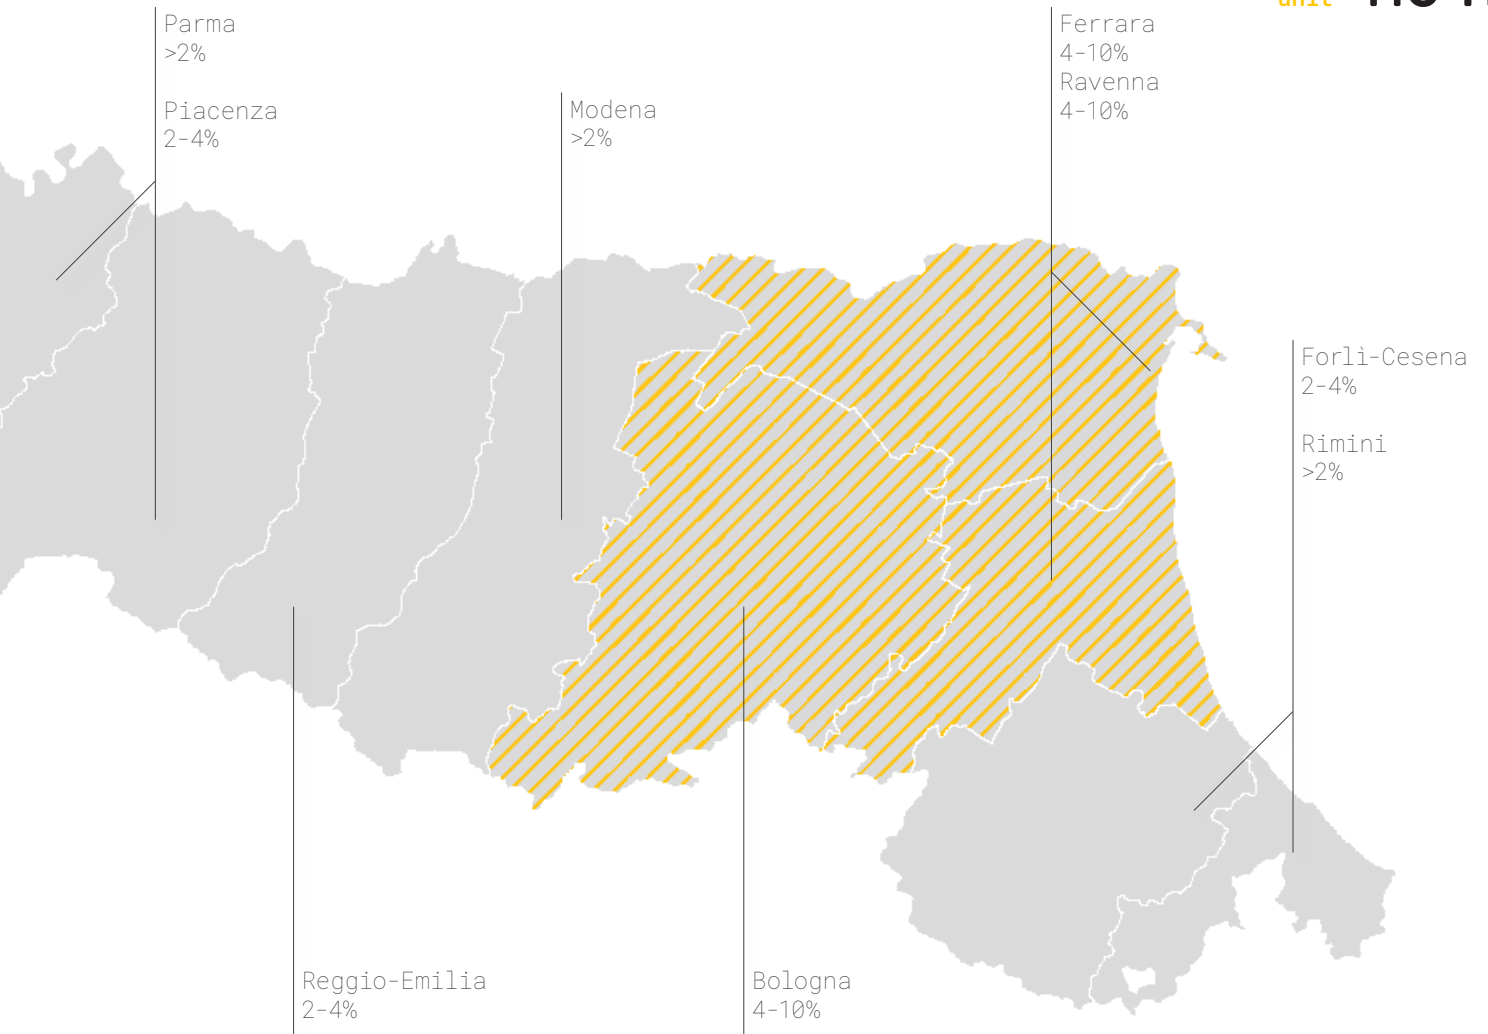 unit
Parma
>2%
Piacenza
2-4%
Modena
>2%
Ferrara
4-10%
Ravenna
4-10%
Forlì-Cesena
2-4%
Rimini
>2%
Reggio-Emilia
2-4%
Bologna
4-10%